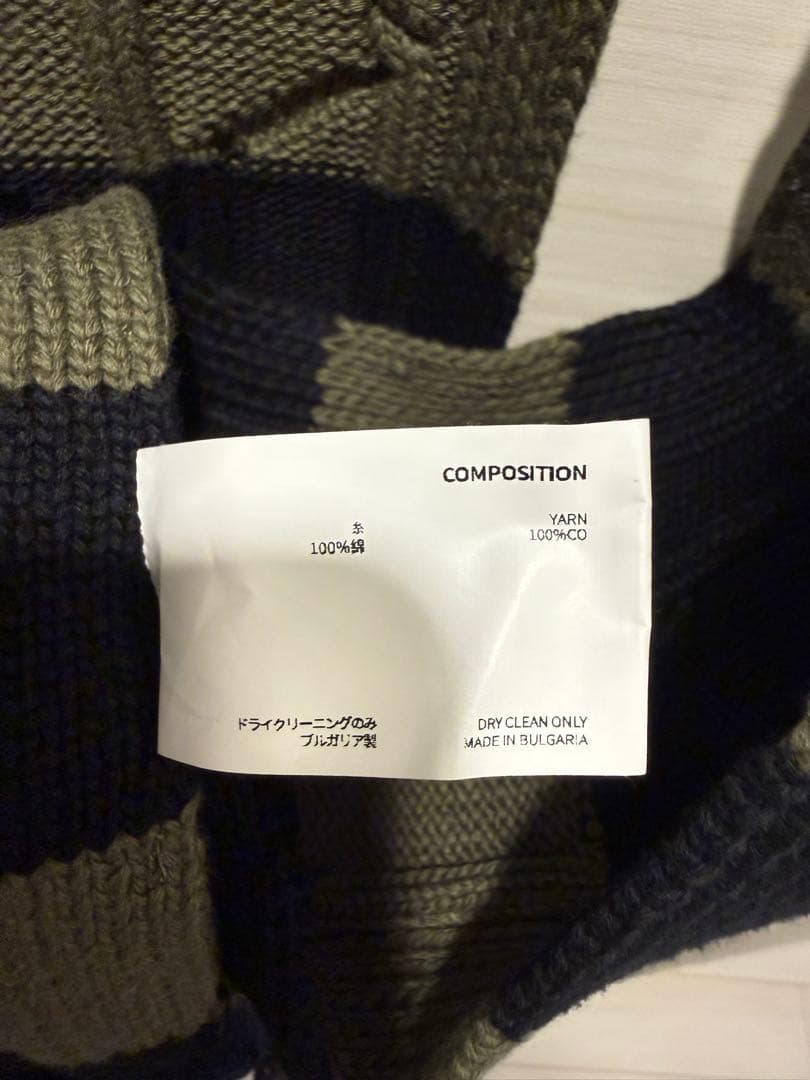 COMPOSITION
糸
100%綿
YARN
100%CO
ドライクリーニングのみ
ブルガリア製
DRY CLEAN ONLY
MADE IN BULGARIA